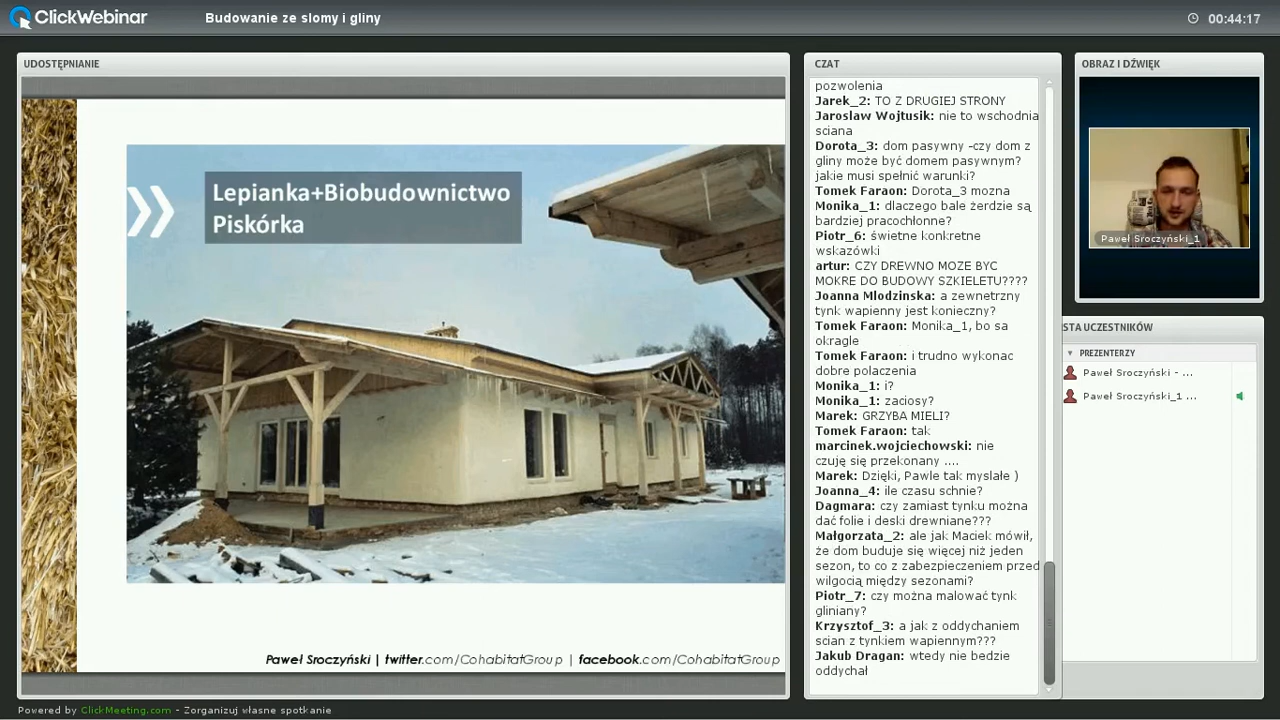 ClickWebinar
Budowanie ze slomy i gliny
00:44:17
UDOSTĘPNIANIE
Lepianka+Biobudownictwo
Piskórka
Paweł Sroczyński | twitter.com/CohabitatGroup | facebook.com/CohabitatGroup
CZAT
pozwolenia
Jarek_2: TO Z DRUGIEJ STRONY
Jaroslaw Wojtusik: nie to wschodnia
sciana
Dorota_3: dom pasywny -czy dom z
gliny może być domem pasywnym?
jakie musi spełnić warunki?
Tomek Faraon: Dorota_3 mozna
Monika_1: dlaczego bale żerdzie są
bardziej pracochłonne?
Piotr_6: świetne konkretne
wskazówki
artur: CZY DREWNO MOZE BYC
MOKRE DO BUDOWY SZKIELETU????
Joanna Mlodzinska: a zewnetrzny
tynk wapienny jest konieczny?
Tomek Faraon: Monika_1, bo sa
okragle
Tomek Faraon: i trudno wykonac
dobre polaczenia
Monika_1: i?
Monika_1: zaciosy?
Marek: GRZYBA MIELI?
Tomek Faraon: tak
marcinek.wojciechowski: nie
czuję się przekonany ....
Marek: Dzięki, Pawle tak myslałe )
Joanna_4: ile czasu schnie?
Dagmara: czy zamiast tynku można
dać folie i deski drewniane???
Małgorzata_2: ale jak Maciek mówił,
że dom buduje się więcej niż jeden
sezon, to co z zabezpieczeniem przed
wilgocią między sezonami?
Piotr_7: czy można malować tynk
gliniany?
Krzysztof_3: a jak z oddychaniem
scian z tynkiem wapiennym???
Jakub Dragan: wtedy nie bedzie
oddychał
OBRAZ I DŹWIĘK
Paweł Sroczyński_1
STA UCZESTNIKÓW
PREZENTERZY
Paweł Sroczyński - ...
Paweł Sroczyński_1 ...
Powered by ClickMeeting.com - Zorganizuj własne spotkanie